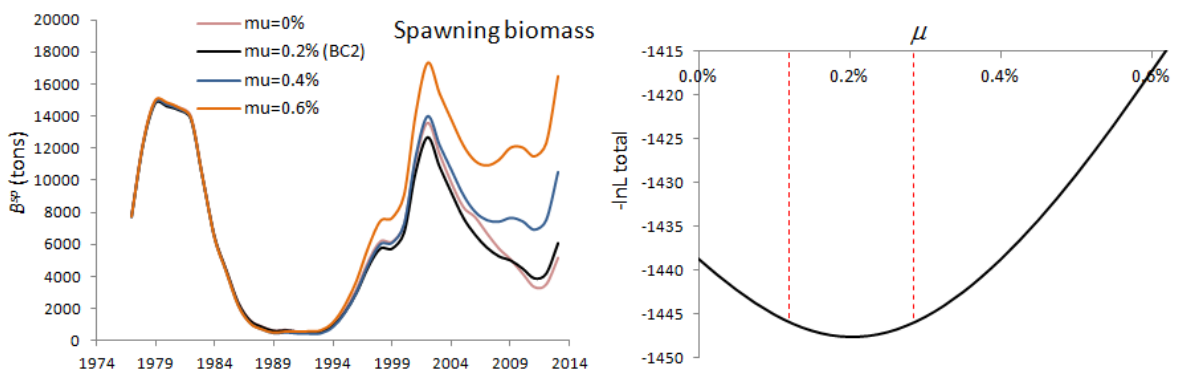 Spawning biomass
mu=0%
mu=0.2% (BC2)
mu=0.4%
mu=0.6%
B^sp (tons)
20000
18000
16000
14000
12000
10000
8000
6000
4000
2000
0
1974 1979 1984 1989 1994 1999 2004 2009 2014
μ
-lnL total
-1415
0.0% 0.2% 0.4% 0.6%
-1420
-1425
-1430
-1435
-1440
-1445
-1450